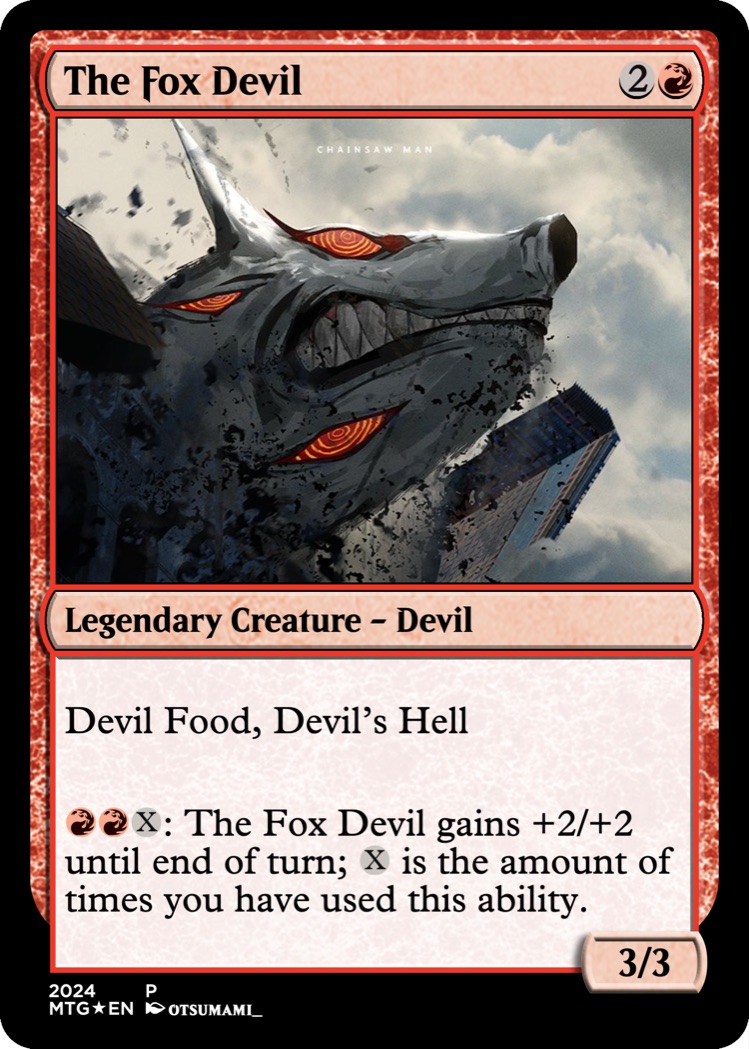 The Fox Devil 2
CHAINSAW MAN
Legendary Creature – Devil
Devil Food, Devil's Hell
X: The Fox Devil gains +2/+2
until end of turn; X is the amount of
times you have used this ability.
3/3
2024 P
MTG★EN OTSUMAMI_